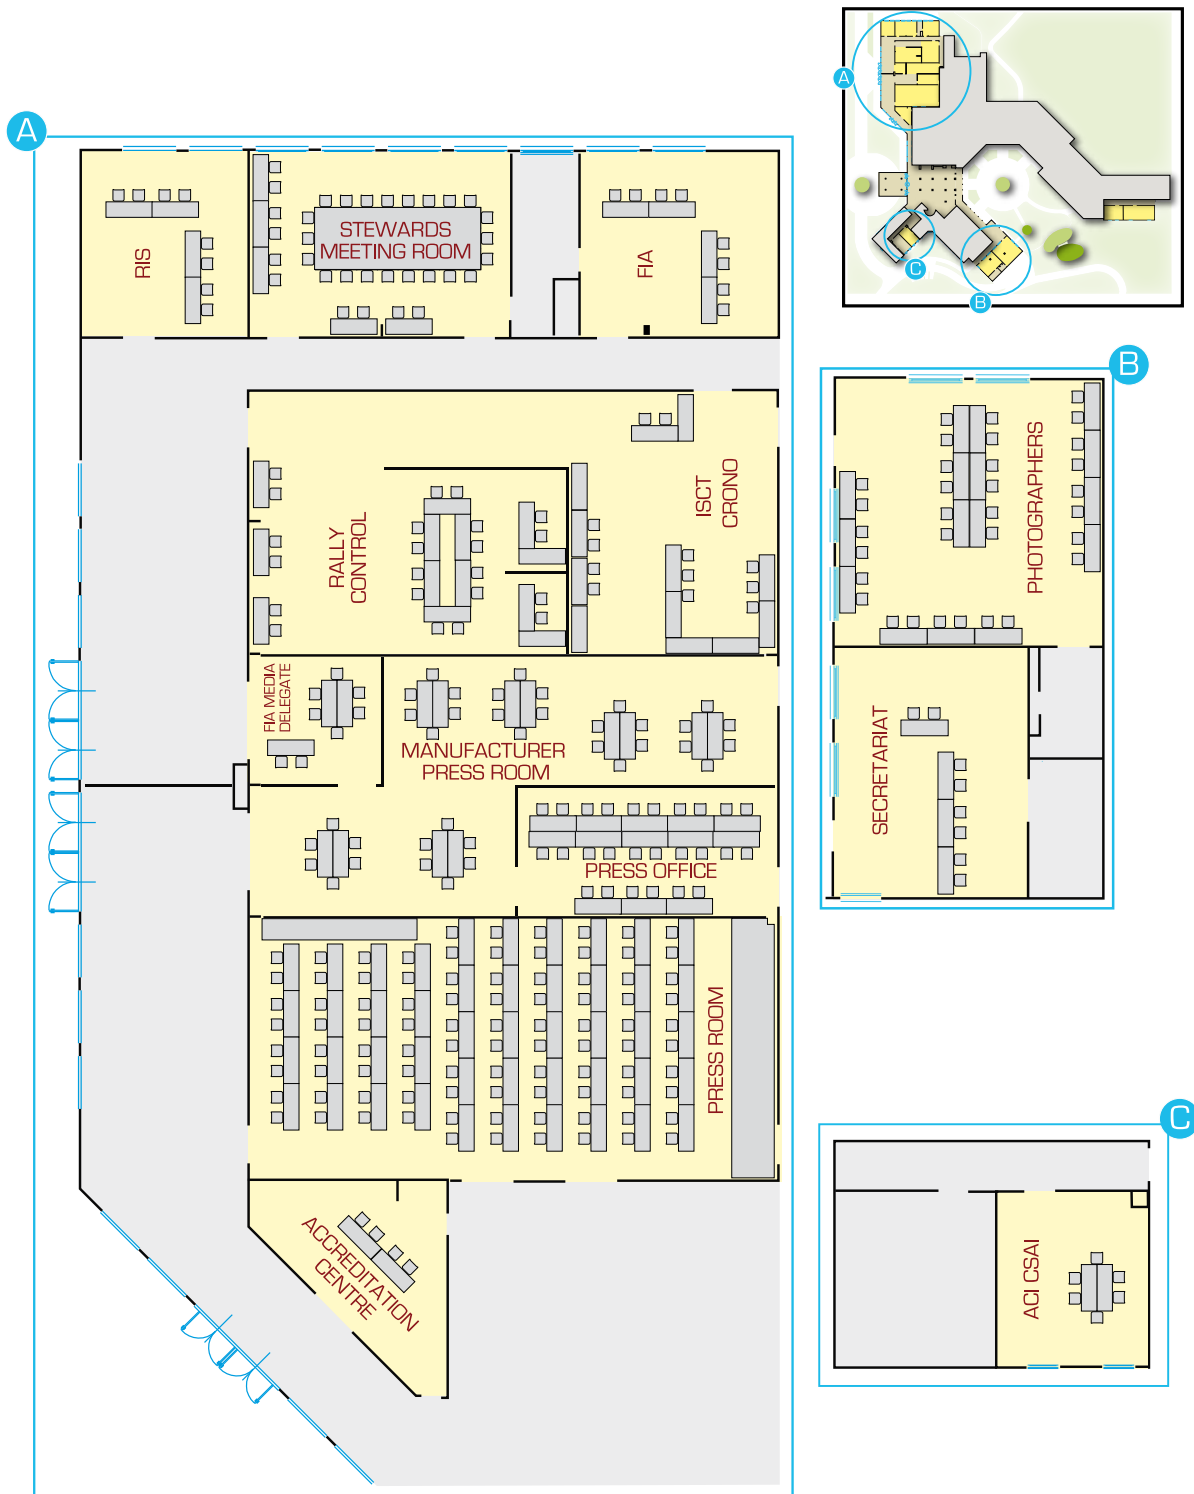 A
A
C
B
RIS
STEWARDS
MEETING ROOM
FIA
RALLY
CONTROL
ISCT
CRONO
FIA MEDIA
DELEGATE
MANUFACTURER
PRESS ROOM
PRESS OFFICE
PRESS ROOM
ACCREDITATION
CENTRE
B
PHOTOGRAPHERS
SECRETARIAT
C
ACI CSAI